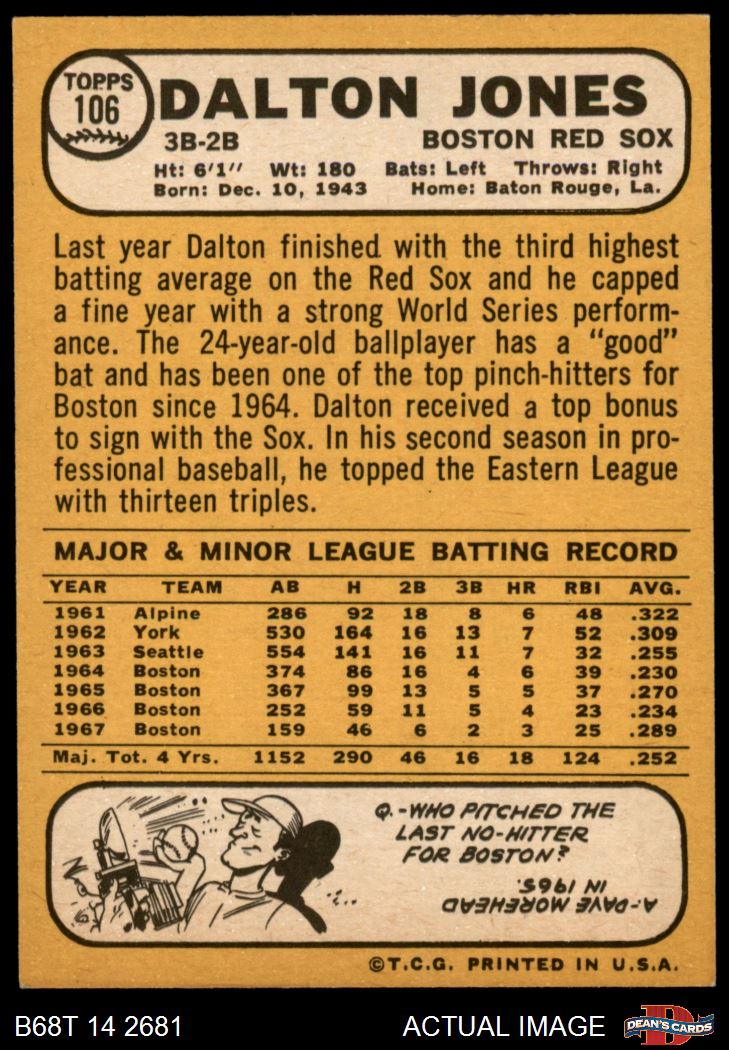 TOPPS
106
DALTON JONES
3B-2B BOSTON RED SOX
Ht: 6'1" Wt: 180 Bats: Left Throws: Right
Born: Dec. 10, 1943 Home: Baton Rouge, La.
Last year Dalton finished with the third highest
batting average on the Red Sox and he capped
a fine year with a strong World Series perform-
ance. The 24-year-old ballplayer has a "good"
bat and has been one of the top pinch-hitters for
Boston since 1964. Dalton received a top bonus
to sign with the Sox. In his second season in pro-
fessional baseball, he topped the Eastern League
with thirteen triples.
MAJOR & MINOR LEAGUE BATTING RECORD
YEAR TEAM AB H 2B 3B HR RBI AVG.
1961 Alpine 286 92 18 8 6 48 .322
1962 York 530 164 16 13 7 52 .309
1963 Seattle 554 141 16 11 7 32 .255
1964 Boston 374 86 16 4 6 39 .230
1965 Boston 367 99 13 5 5 37 .270
1966 Boston 252 59 11 5 4 23 .234
1967 Boston 159 46 6 2 3 25 .289
Maj. Tot. 4 Yrs. 1152 290 46 16 18 124 .252
Q.-WHO PITCHED THE
LAST NO-HITTER
FOR BOSTON?
A-DAVE MOREHEAD
IN 1965.
©T.C.G. PRINTED IN U.S.A.
B68T 14 2681 ACTUAL IMAGE
D
DEAN'S CARDS